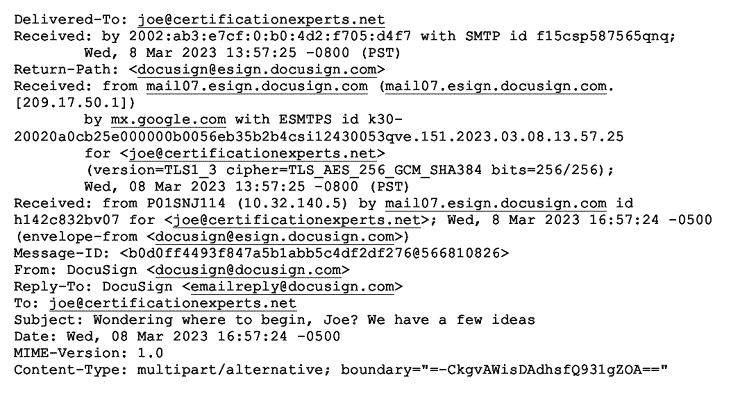 Delivered-To: joe@certificationexperts.net
Received: by 2002:ab3:e7cf:0:b0:4d2:f705:d4f7 with SMTP id f15csp587565qnq;
Wed, 8 Mar 2023 13:57:25 -0800 (PST)
Return-Path: <docusign@esign.docusign.com>
Received: from mail07.esign.docusign.com (mail07.esign.docusign.com.
[209.17.50.1])
by mx.google.com with ESMTPS id k30-
20020a0cb25e000000b0056eb35b2b4csi12430053qve.151.2023.03.08.13.57.25
for <joe@certificationexperts.net>
(version=TLS1_3 cipher=TLS_AES_256_GCM_SHA384 bits=256/256);
Wed, 08 Mar 2023 13:57:25 -0800 (PST)
Received: from P01SNJ114 (10.32.140.5) by mail07.esign.docusign.com id
h142c832bv07 for <joe@certificationexperts.net>; Wed, 8 Mar 2023 16:57:24 -0500
(envelope-from <docusign@esign.docusign.com>)
Message-ID: <b0d0ff4493f847a5b1abb5c4df2df276@566810826>
From: DocuSign <docusign@docusign.com>
Reply-To: DocuSign <emailreply@docusign.com>
To: joe@certificationexperts.net
Subject: Wondering where to begin, Joe? We have a few ideas
Date: Wed, 08 Mar 2023 16:57:24 -0500
MIME-Version: 1.0
Content-Type: multipart/alternative; boundary="=-CkgvAWisDAdhsfQ931gZOA=="